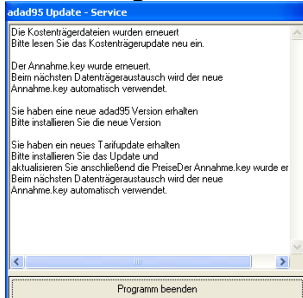 adad95 Update - Service
Die Kostenträgerdateien wurden erneuert
Bitte lesen Sie das Kostenträgerupdate neu ein.
Der Annahme.key wurde erneuert.
Beim nächsten Datenträgeraustausch wird der neue
Annahme.key automatisch verwendet.
Sie haben eine neue adad95 Version erhalten
Bitte installieren Sie die neue Version
Sie haben ein neues Tarifupdate erhalten
Bitte installieren Sie das Update und
aktualisieren Sie anschließend die PreiseDer Annahme.key wurde er
Beim nächsten Datenträgeraustausch wird der neue
Annahme.key automatisch verwendet.
Programm beenden